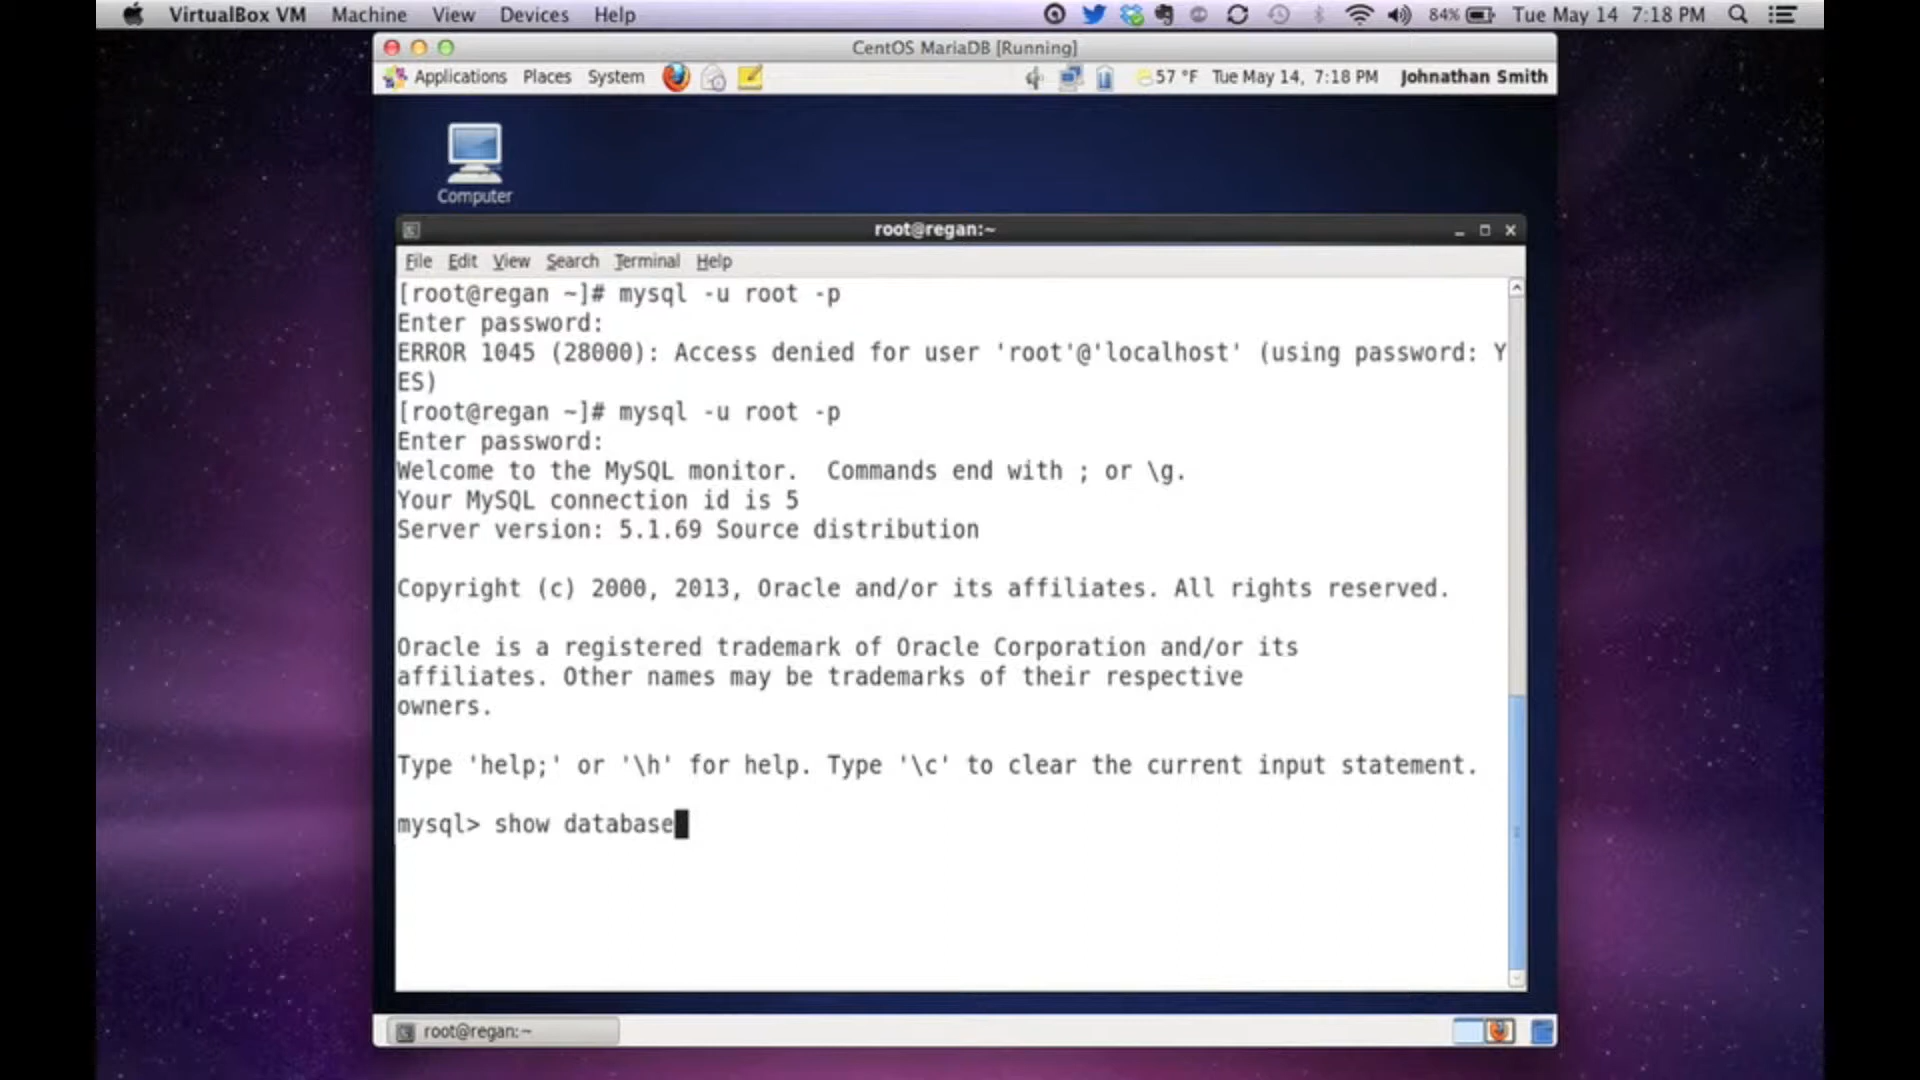 VirtualBox VM Machine View Devices Help 84% Tue May 14 7:18 PM
CentOS MariaDB [Running]
Applications Places System 57 °F Tue May 14, 7:18 PM Johnathan Smith
Computer
root@regan:~
File Edit View Search Terminal Help
[root@regan ~]# mysql -u root -p
Enter password:
ERROR 1045 (28000): Access denied for user 'root'@'localhost' (using password: Y
ES)
[root@regan ~]# mysql -u root -p
Enter password:
Welcome to the MySQL monitor.  Commands end with ; or \g.
Your MySQL connection id is 5
Server version: 5.1.69 Source distribution
Copyright (c) 2000, 2013, Oracle and/or its affiliates. All rights reserved.
Oracle is a registered trademark of Oracle Corporation and/or its
affiliates. Other names may be trademarks of their respective
owners.
Type 'help;' or '\h' for help. Type '\c' to clear the current input statement.
mysql> show database
root@regan:~